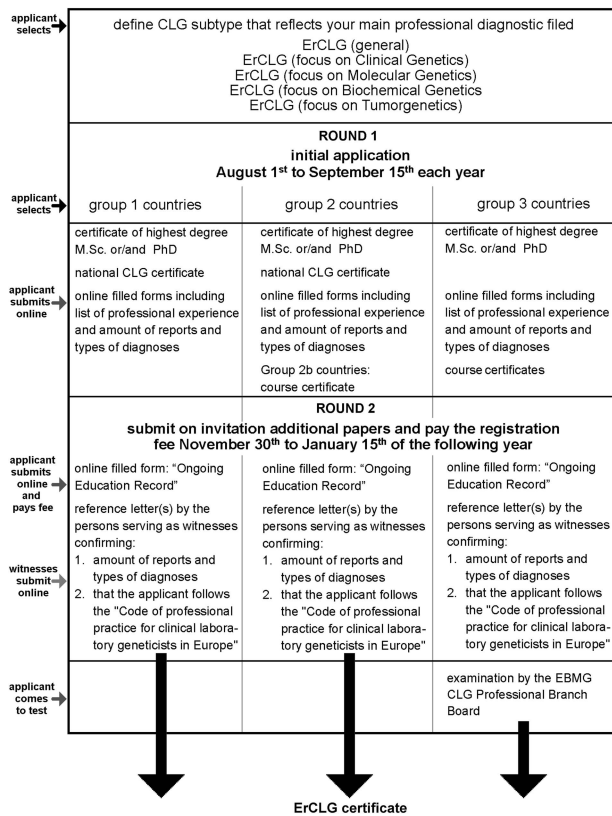 applicant
selects
define CLG subtype that reflects your main professional diagnostic filed
ErCLG (general)
ErCLG (focus on Clinical Genetics)
ErCLG (focus on Molecular Genetics)
ErCLG (focus on Biochemical Genetics
ErCLG (focus on Tumorgenetics)
ROUND 1
initial application
August 1st to September 15th each year
applicant
selects
group 1 countries
group 2 countries
group 3 countries
applicant
submits
online
certificate of highest degree
M.Sc. or/and PhD
national CLG certificate
online filled forms including
list of professional experience
and amount of reports and
types of diagnoses
certificate of highest degree
M.Sc. or/and PhD
national CLG certificate
online filled forms including
list of professional experience
and amount of reports and
types of diagnoses
Group 2b countries:
course certificate
certificate of highest degree
M.Sc. or/and PhD
online filled forms including
list of professional experience
and amount of reports and
types of diagnoses
course certificates
ROUND 2
submit on invitation additional papers and pay the registration
fee November 30th to January 15th of the following year
applicant
submits
online
and
pays fee
witnesses
submit
online
online filled form: “Ongoing
Education Record”
reference letter(s) by the
persons serving as witnesses
confirming:
1. amount of reports and
types of diagnoses
2. that the applicant follows
the "Code of professional
practice for clinical labora-
tory geneticists in Europe"
online filled form: “Ongoing
Education Record”
reference letter(s) by the
persons serving as witnesses
confirming:
1. amount of reports and
types of diagnoses
2. that the applicant follows
the "Code of professional
practice for clinical labora-
tory geneticists in Europe"
online filled form: “Ongoing
Education Record”
reference letter(s) by the
persons serving as witnesses
confirming:
1. amount of reports and
types of diagnoses
2. that the applicant follows
the "Code of professional
practice for clinical labora-
tory geneticists in Europe"
applicant
comes
to test
examination by the EBMG
CLG Professional Branch
Board
ErCLG certificate